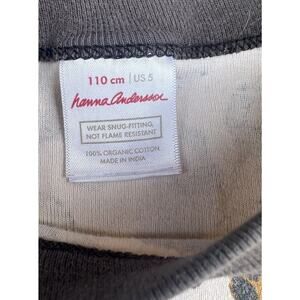 110 cm | US 5
hanna andersson
WEAR SNUG-FITTING,
NOT FLAME RESISTANT
100% ORGANIC COTTON
MADE IN INDIA